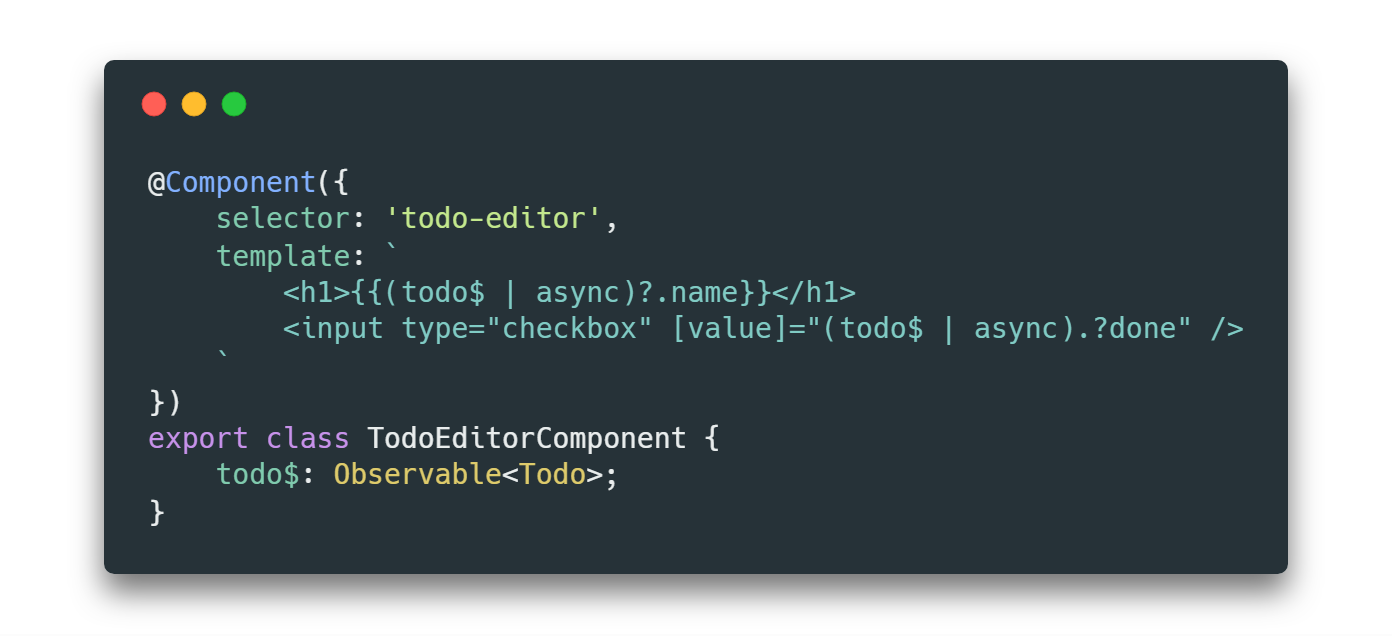 @Component({
    selector: 'todo-editor',
    template: `
        <h1>{{(todo$ | async)?.name}}</h1>
        <input type="checkbox" [value]="(todo$ | async).?done" />
    `
})
export class TodoEditorComponent {
    todo$: Observable<Todo>;
}